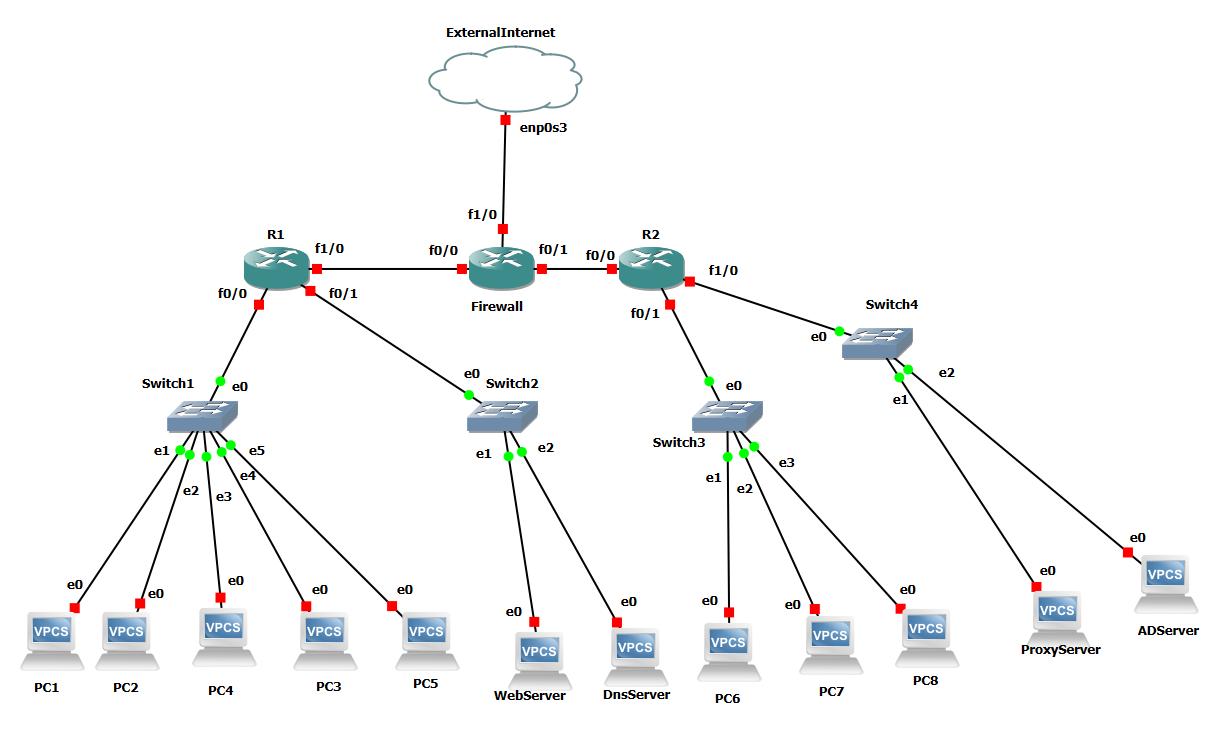 ExternalInternet
enp0s3
f1/0
R1
R2
f1/0
f0/0
f0/1
f0/0
f1/0
f0/0
f0/1
Firewall
f0/1
Switch4
e0
e2
e1
Switch1
e0
e0
Switch2
e0
Switch3
e1
e5
e4
e2
e3
e1
e2
e3
e1
e2
e0
e0
e0
e0
e0
e0
e0
e0
e0
e0
e0
e0
VPCS
VPCS
VPCS
VPCS
VPCS
VPCS
VPCS
VPCS
VPCS
VPCS
VPCS
VPCS
ADServer
ProxyServer
PC1
PC2
PC4
PC3
PC5
WebServer
DnsServer
PC6
PC7
PC8